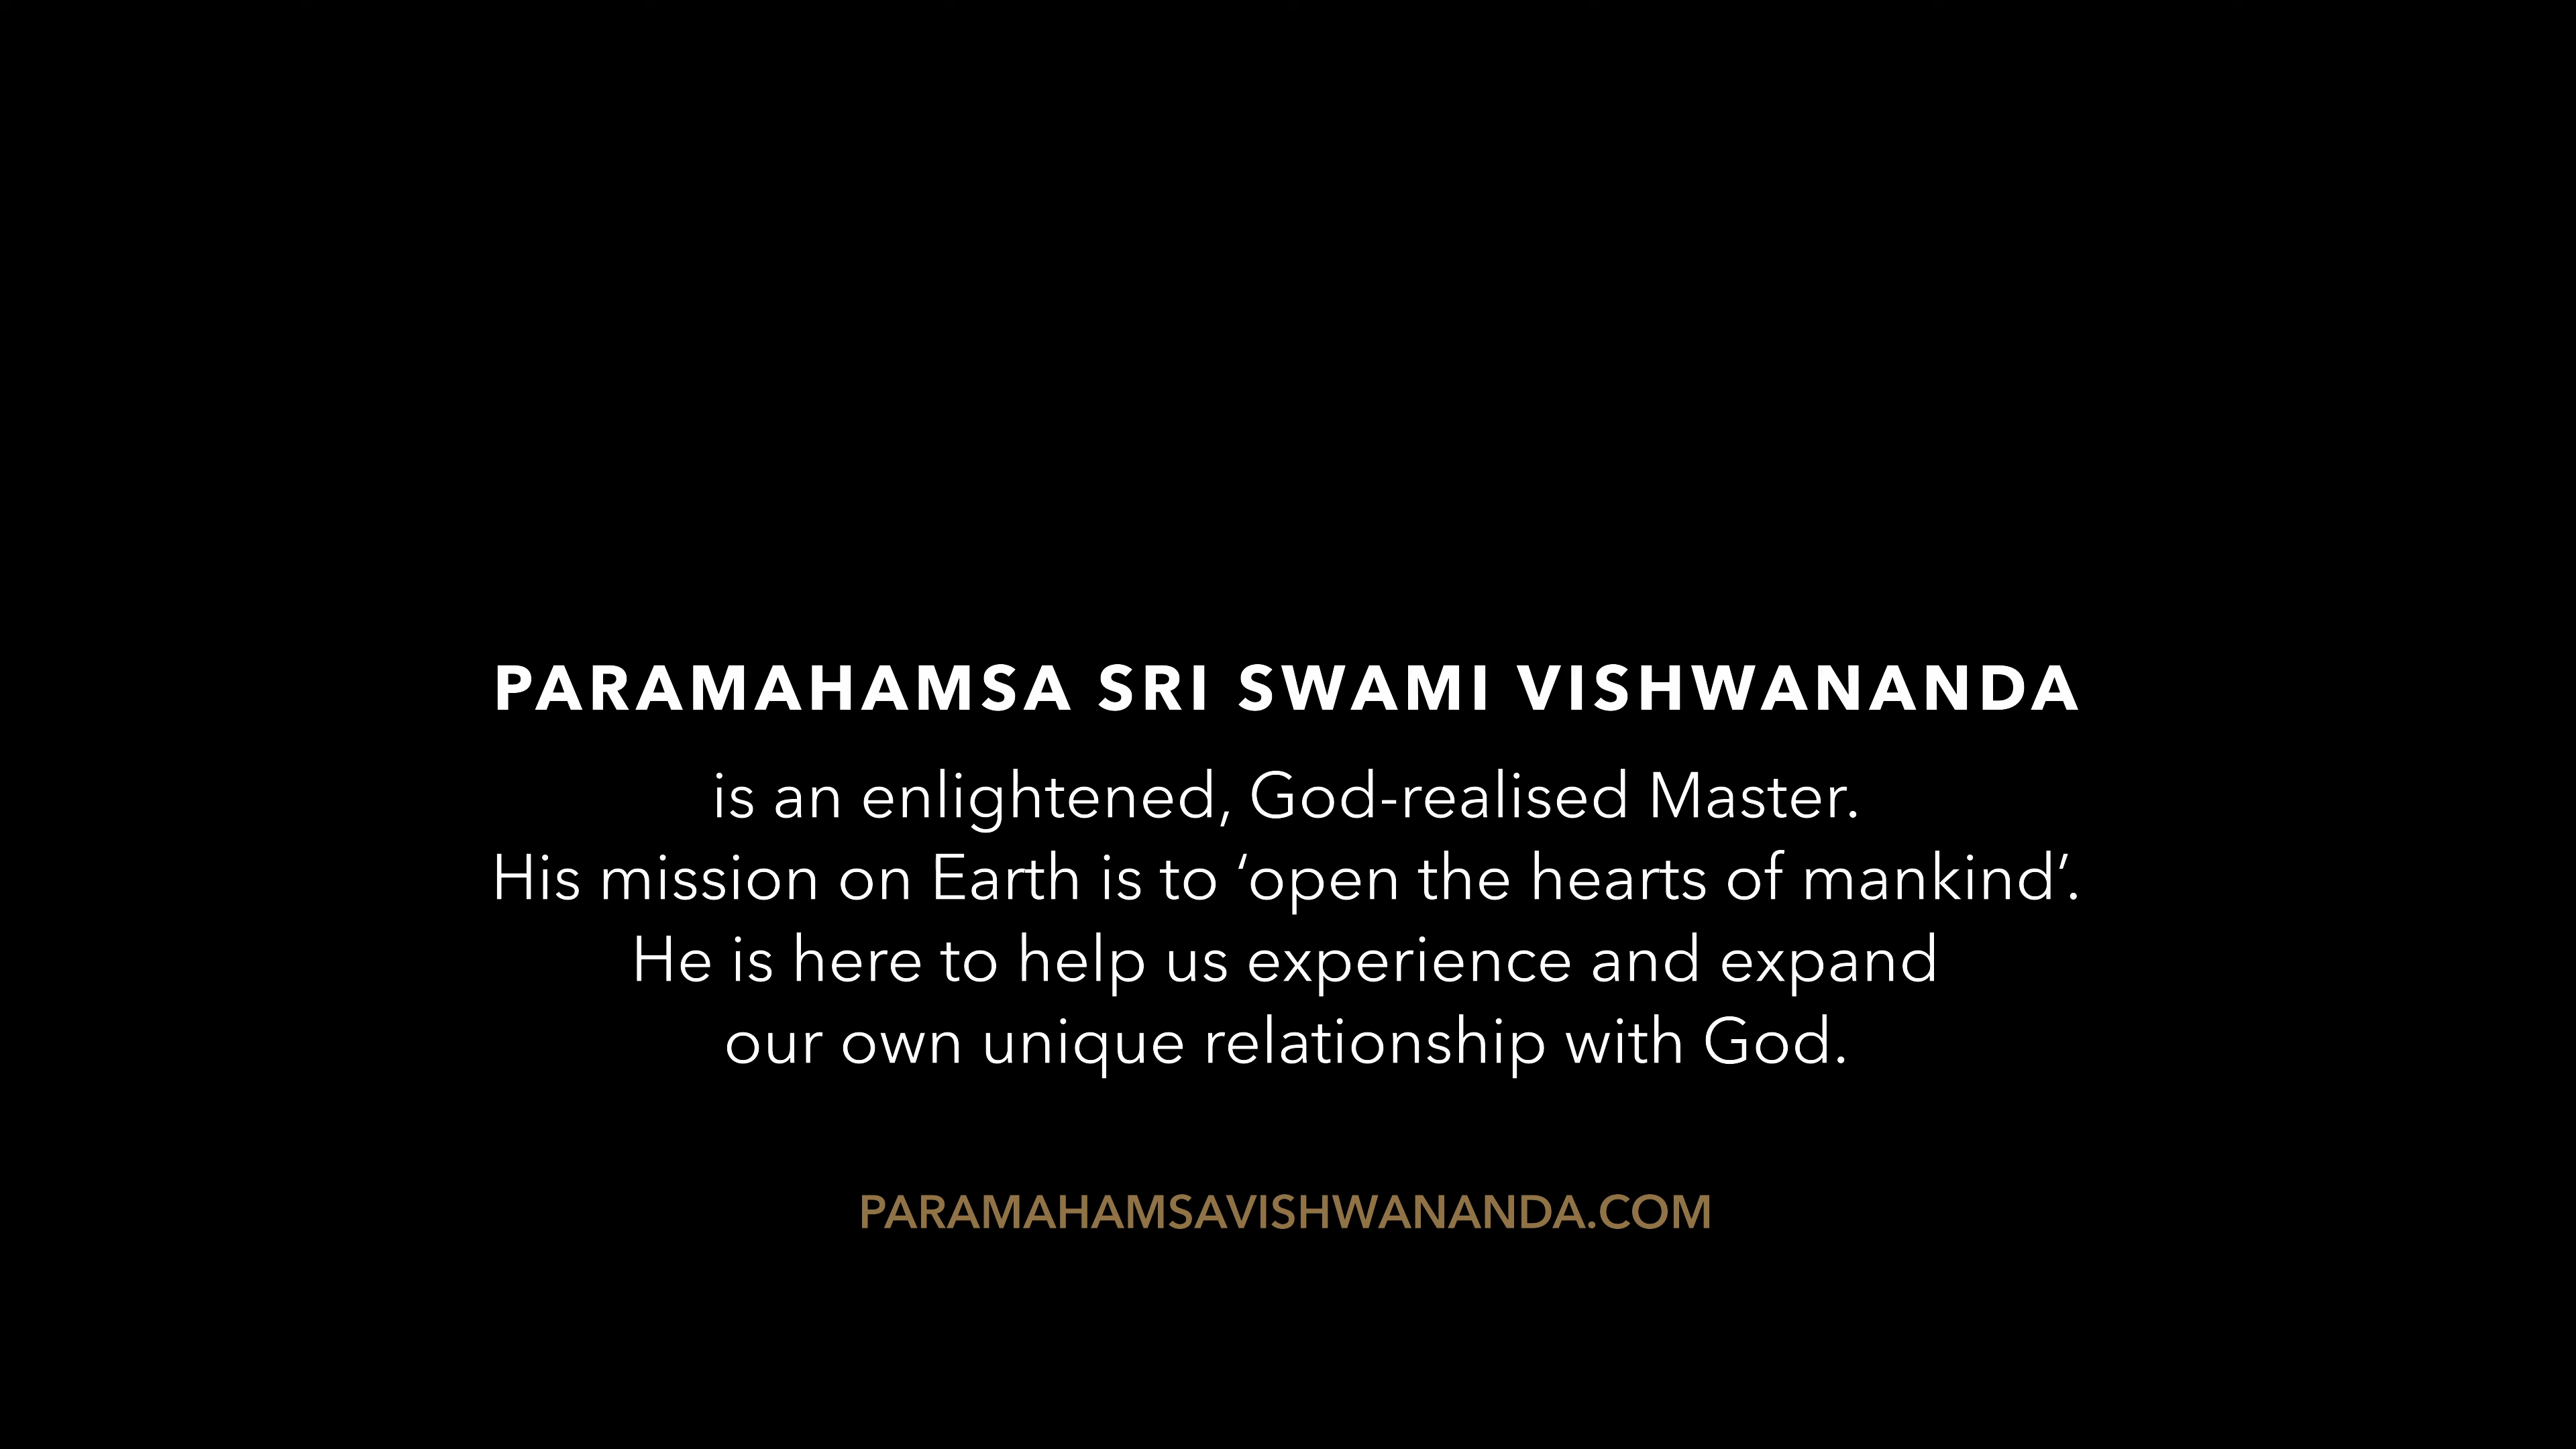 PARAMAHAMSA SRI SWAMI VISHWANANDA
is an enlightened, God-realised Master.
His mission on Earth is to ‘open the hearts of mankind’.
He is here to help us experience and expand
our own unique relationship with God.
PARAMAHAMSAVISHWANANDA.COM